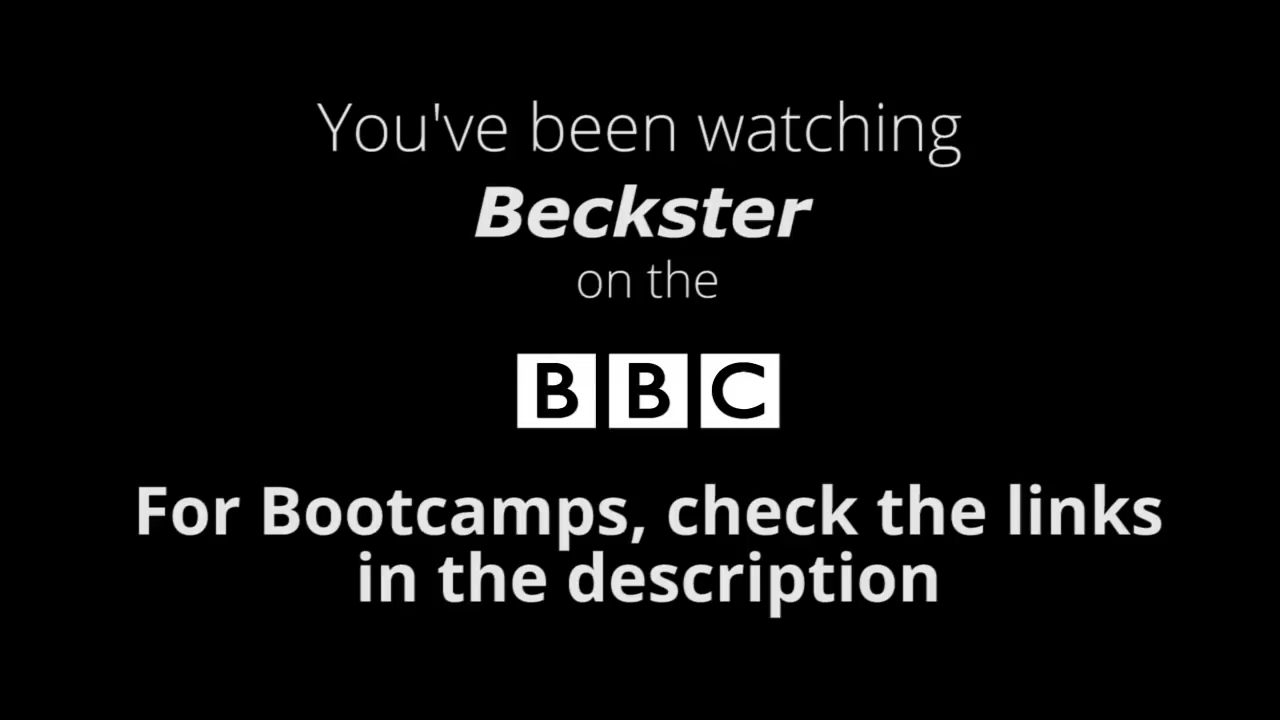 You've been watching
Beckster
on the
BBC
For Bootcamps, check the links
in the description